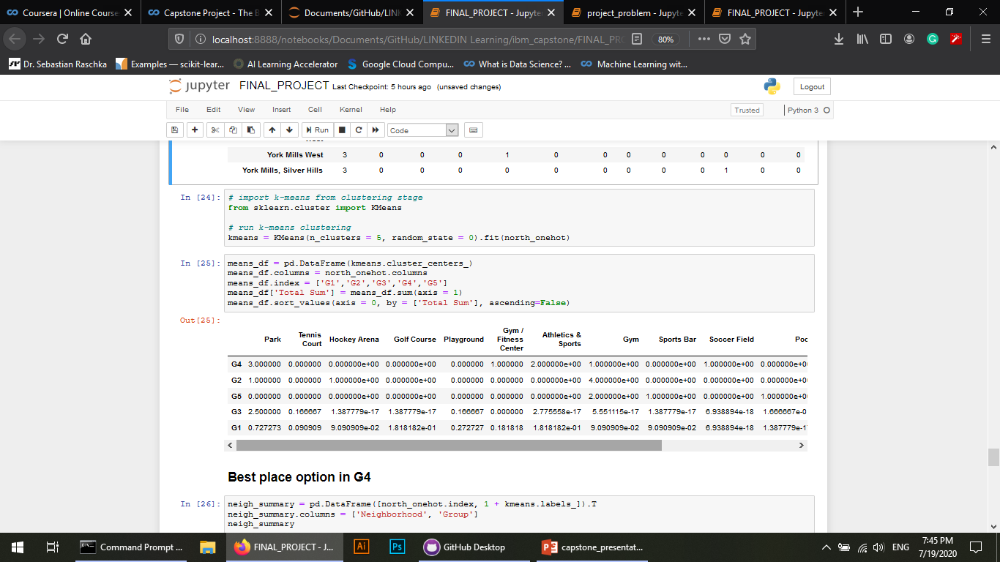 Coursera | Online Course
Capstone Project - The B
Documents/GitHub/LINK
FINAL_PROJECT - Jupyte
project_problem - Jupyte
FINAL_PROJECT - Jupyte
localhost:8888/notebooks/Documents/GitHub/LINKEDIN Learning/ibm_capstone/FINAL_PRO
80%
Dr. Sebastian Raschka
Examples — scikit-lear...
AI Learning Accelerator
Google Cloud Compu...
What is Data Science? ...
Machine Learning wit...
jupyter FINAL_PROJECT Last Checkpoint: 5 hours ago (unsaved changes)
Logout
File Edit View Insert Cell Kernel Help
Trusted
Python 3
Run
Code
West
York Mills West 3 0 0 0 1 0 0 0 0 0 0 0 0
York Mills, Silver Hills 3 0 0 0 0 0 0 0 0 0 1 0 0
In [24]: # import k-means from clustering stage
from sklearn.cluster import KMeans
# run k-means clustering
kmeans = KMeans(n_clusters = 5, random_state = 0).fit(north_onehot)
In [25]: means_df = pd.DataFrame(kmeans.cluster_centers_)
means_df.columns = north_onehot.columns
means_df.index = ['G1','G2','G3','G4','G5']
means_df['Total Sum'] = means_df.sum(axis = 1)
means_df.sort_values(axis = 0, by = ['Total Sum'], ascending=False)
Out[25]:
Park Tennis Court Hockey Arena Golf Course Playground Gym / Fitness Center Athletics & Sports Gym Sports Bar Soccer Field Poo
G4 3.000000 0.000000 0.000000e+00 0.000000e+00 0.000000 1.000000 2.000000e+00 1.000000e+00 0.000000e+00 1.000000e+00 0.000000e+0
G2 1.000000 0.000000 1.000000e+00 0.000000e+00 0.000000 0.000000 0.000000e+00 4.000000e+00 0.000000e+00 0.000000e+00 0.000000e+0
G5 0.000000 0.000000 0.000000e+00 0.000000e+00 0.000000 0.000000 0.000000e+00 2.000000e+00 1.000000e+00 0.000000e+00 1.000000e+0
G3 2.500000 0.166667 1.387779e-17 1.387779e-17 0.166667 0.000000 2.775558e-17 5.551115e-17 1.387779e-17 6.938894e-18 1.666667e-0
G1 0.727273 0.090909 9.090909e-02 1.818182e-01 0.272727 0.181818 1.818182e-01 9.090909e-02 9.090909e-02 6.938894e-18 1.387779e-1
Best place option in G4
In [26]: neigh_summary = pd.DataFrame([north_onehot.index, 1 + kmeans.labels_]).T
neigh_summary.columns = ['Neighborhood', 'Group']
neigh_summary
Command Prompt ...
FINAL_PROJECT - J...
Ai
Ps
GitHub Desktop
capstone_presentat...
ENG
7:45 PM
7/19/2020